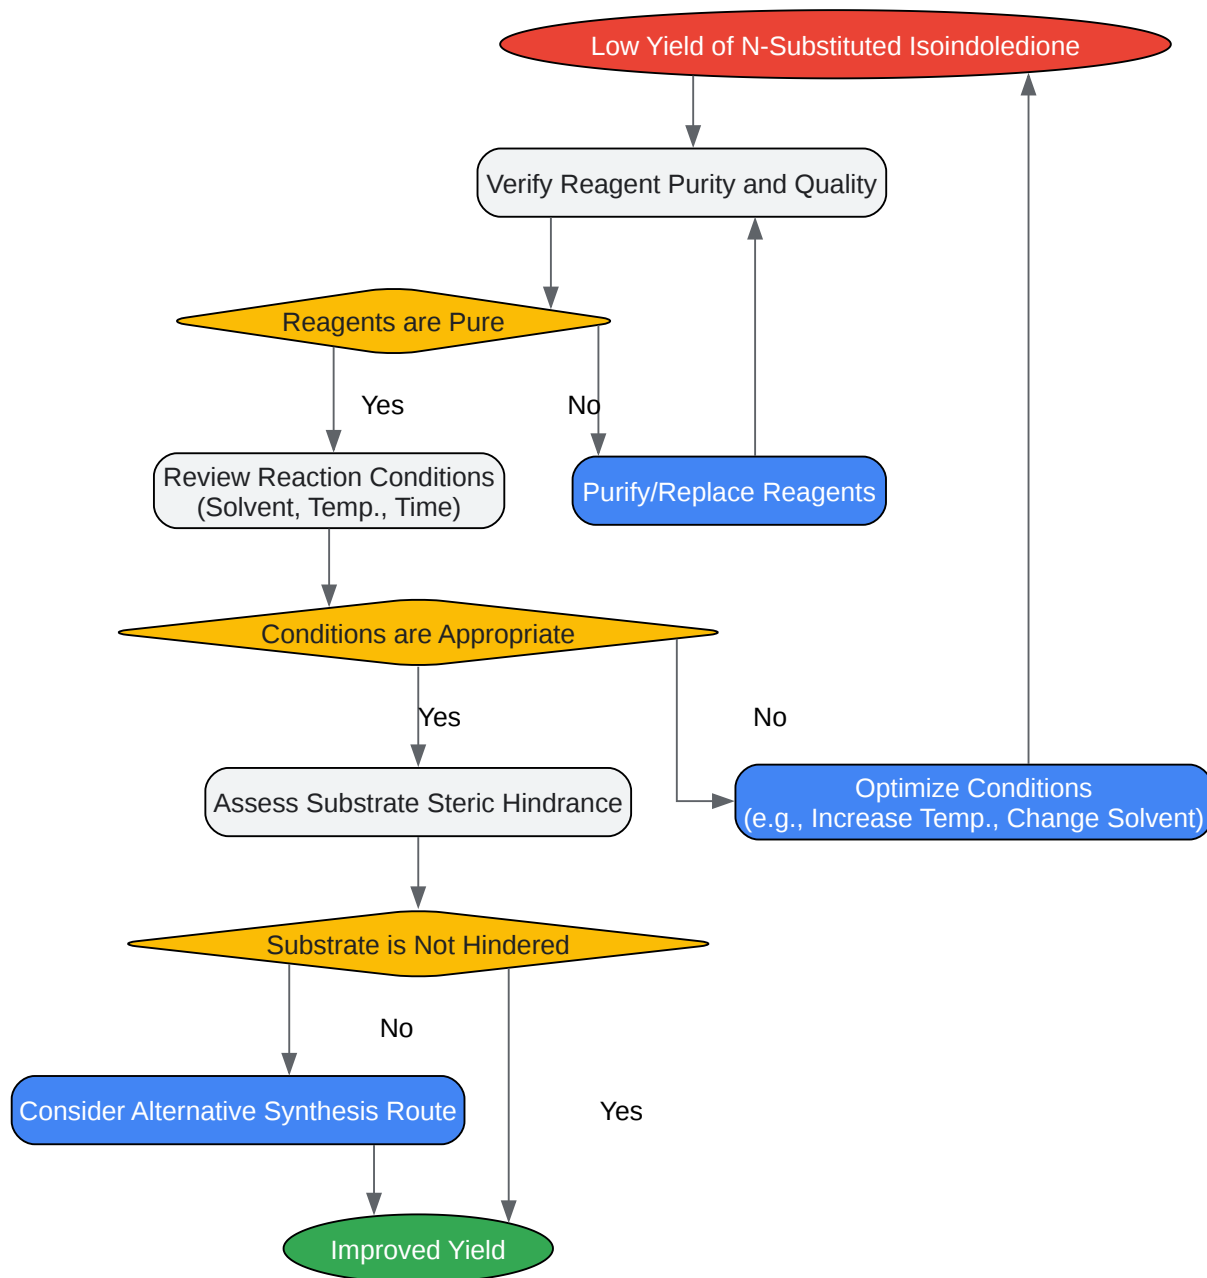 Low Yield of N-Substituted Isoindoledione
Verify Reagent Purity and Quality
Reagents are Pure
Yes
No
Review Reaction Conditions
(Solvent, Temp., Time)
Purify/Replace Reagents
Conditions are Appropriate
Yes
No
Assess Substrate Steric Hindrance
Optimize Conditions
(e.g., Increase Temp., Change Solvent)
Substrate is Not Hindered
No
Consider Alternative Synthesis Route
Yes
Improved Yield